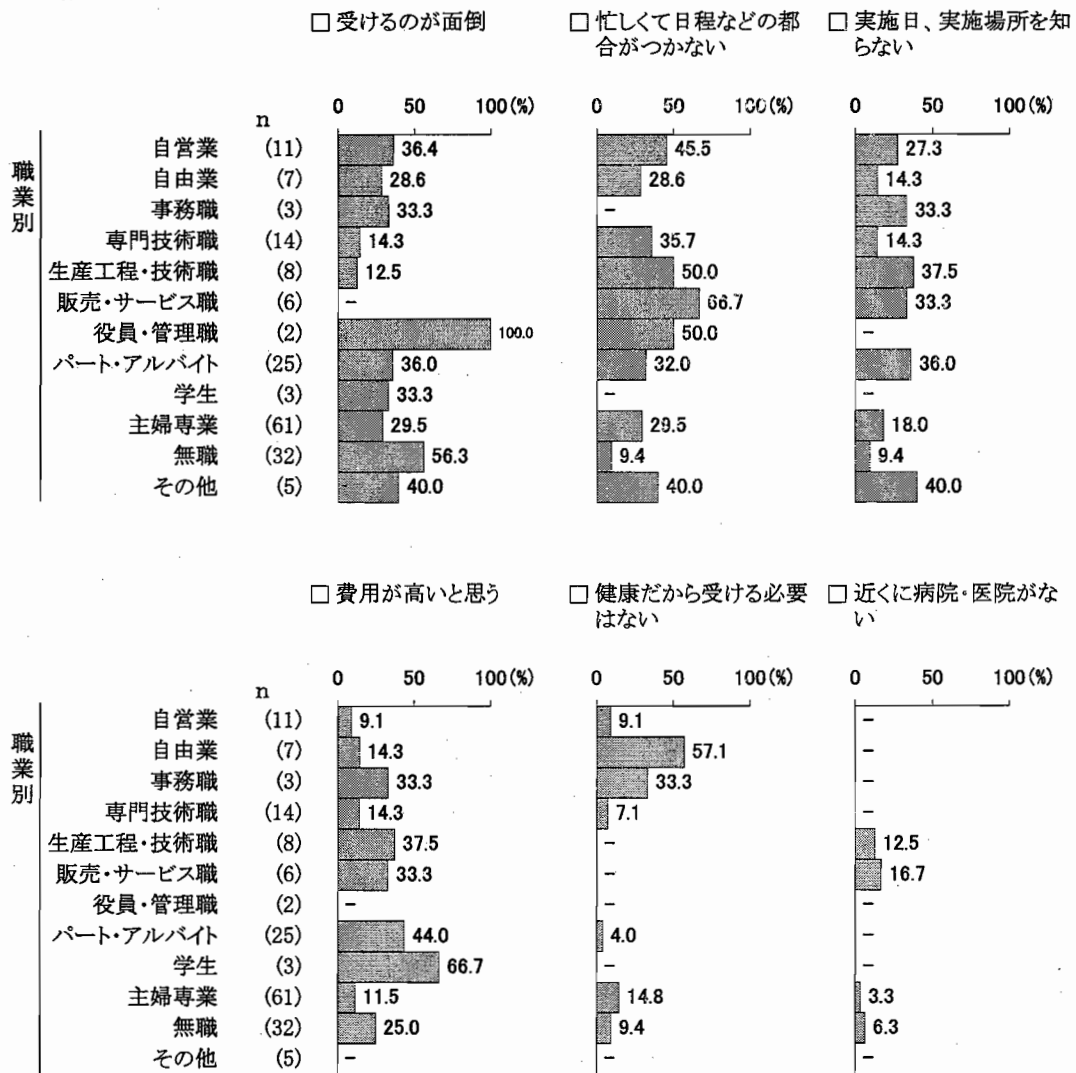 □ 受けるのが面倒
□ 忙しくて日程などの都
合がつかない
□ 実施日、実施場所を知
らない
0 50 100(%) 0 50 100(%) 0 50 100(%)
n
職業別
自営業 (11) 36.4 45.5 27.3
自由業 (7) 28.6 28.6 14.3
事務職 (3) 33.3 - 33.3
専門技術職 (14) 14.3 35.7 14.3
生産工程・技術職 (8) 12.5 50.0 37.5
販売・サービス職 (6) - 66.7 33.3
役員・管理職 (2) 100.0 50.0 -
パート・アルバイト (25) 36.0 32.0 36.0
学生 (3) 33.3 - -
主婦専業 (61) 29.5 29.5 18.0
無職 (32) 56.3 9.4 9.4
その他 (5) 40.0 40.0 40.0
□ 費用が高いと思う
□ 健康だから受ける必要
はない
□ 近くに病院・医院がな
い
0 50 100(%) 0 50 100(%) 0 50 100(%)
n
職業別
自営業 (11) 9.1 9.1 -
自由業 (7) 14.3 57.1 -
事務職 (3) 33.3 33.3 -
専門技術職 (14) 14.3 7.1 -
生産工程・技術職 (8) 37.5 - 12.5
販売・サービス職 (6) 33.3 - 16.7
役員・管理職 (2) - - -
パート・アルバイト (25) 44.0 4.0 -
学生 (3) 66.7 - -
主婦専業 (61) 11.5 14.8 3.3
無職 (32) 25.0 9.4 6.3
その他 (5) - - -